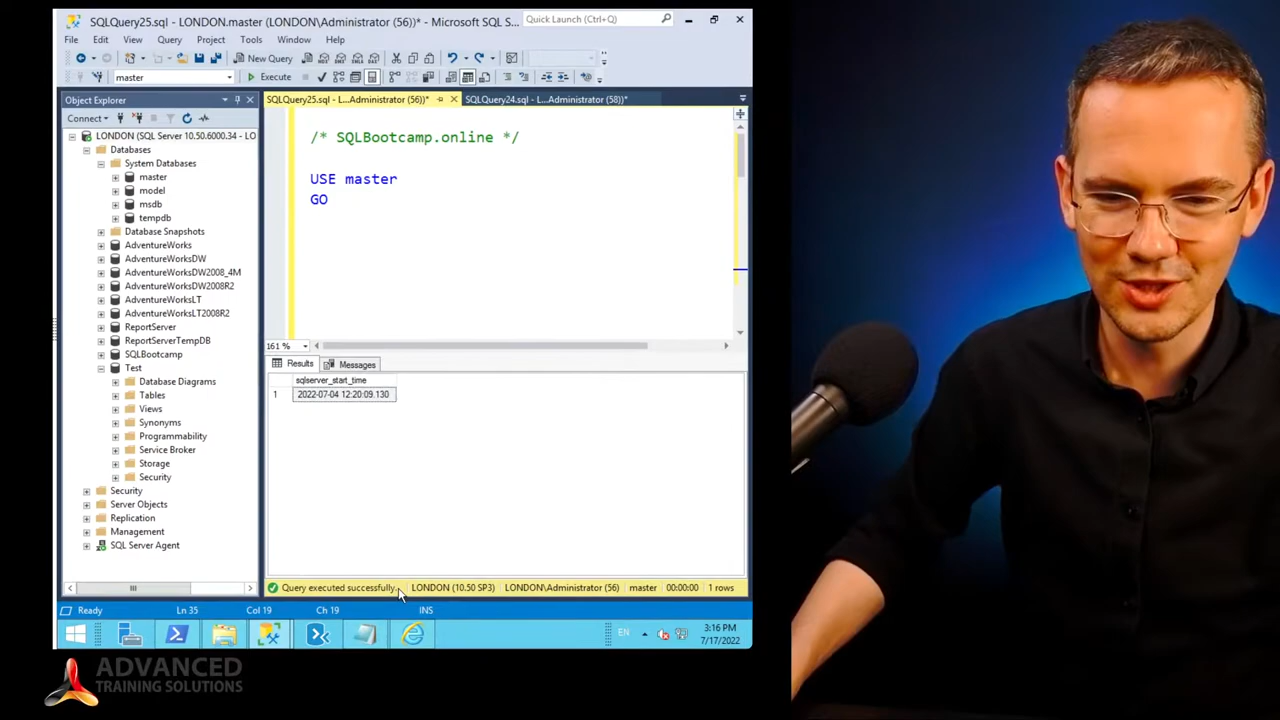 SQLQuery25.sql - LONDON.master (LONDON\Administrator (56))* - Microsoft SQL S...
Quick Launch (Ctrl+Q)
File Edit View Query Project Tools Window Help
New Query
master
Execute
Object Explorer
SQLQuery25.sql - L...Administrator (56))*
SQLQuery24.sql - L...Administrator (58))*
Connect
LONDON (SQL Server 10.50.6000.34 - LO
Databases
System Databases
master
model
msdb
tempdb
Database Snapshots
AdventureWorks
AdventureWorksDW
AdventureWorksDW2008_4M
AdventureWorksDW2008R2
AdventureWorksLT
AdventureWorksLT2008R2
ReportServer
ReportServerTempDB
SQLBootcamp
Test
Database Diagrams
Tables
Views
Synonyms
Programmability
Service Broker
Storage
Security
Security
Server Objects
Replication
Management
SQL Server Agent
/* SQLBootcamp.online */
USE master
GO
161 %
Results Messages
sqlserver_start_time
1 2022-07-04 12:20:09.130
Query executed successfully. LONDON (10.50 SP3) LONDON\Administrator (56) master 00:00:00 1 rows
Ready Ln 35 Col 19 Ch 19 INS
EN
3:16 PM
7/17/2022
ADVANCED
TRAINING SOLUTIONS